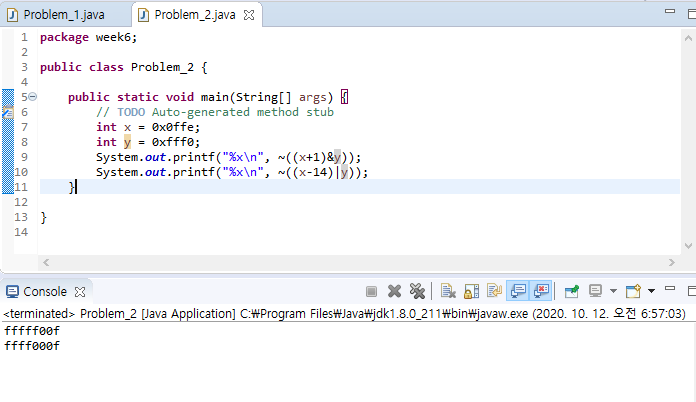 Problem_1.java Problem_2.java
1 package week6;
2
3 public class Problem_2 {
4
5 public static void main(String[] args) {
6 // TODO Auto-generated method stub
7 int x = 0x0ffe;
8 int y = 0xfff0;
9 System.out.printf("%x\n", ~((x+1)&y));
10 System.out.printf("%x\n", ~((x-14)|y));
11 }
12
13 }
14
Console
<terminated> Problem_2 [Java Application] C:₩Program Files₩Java₩jdk1.8.0_211₩bin₩javaw.exe (2020. 10. 12. 오전 6:57:03)
fffff00f
ffff000f